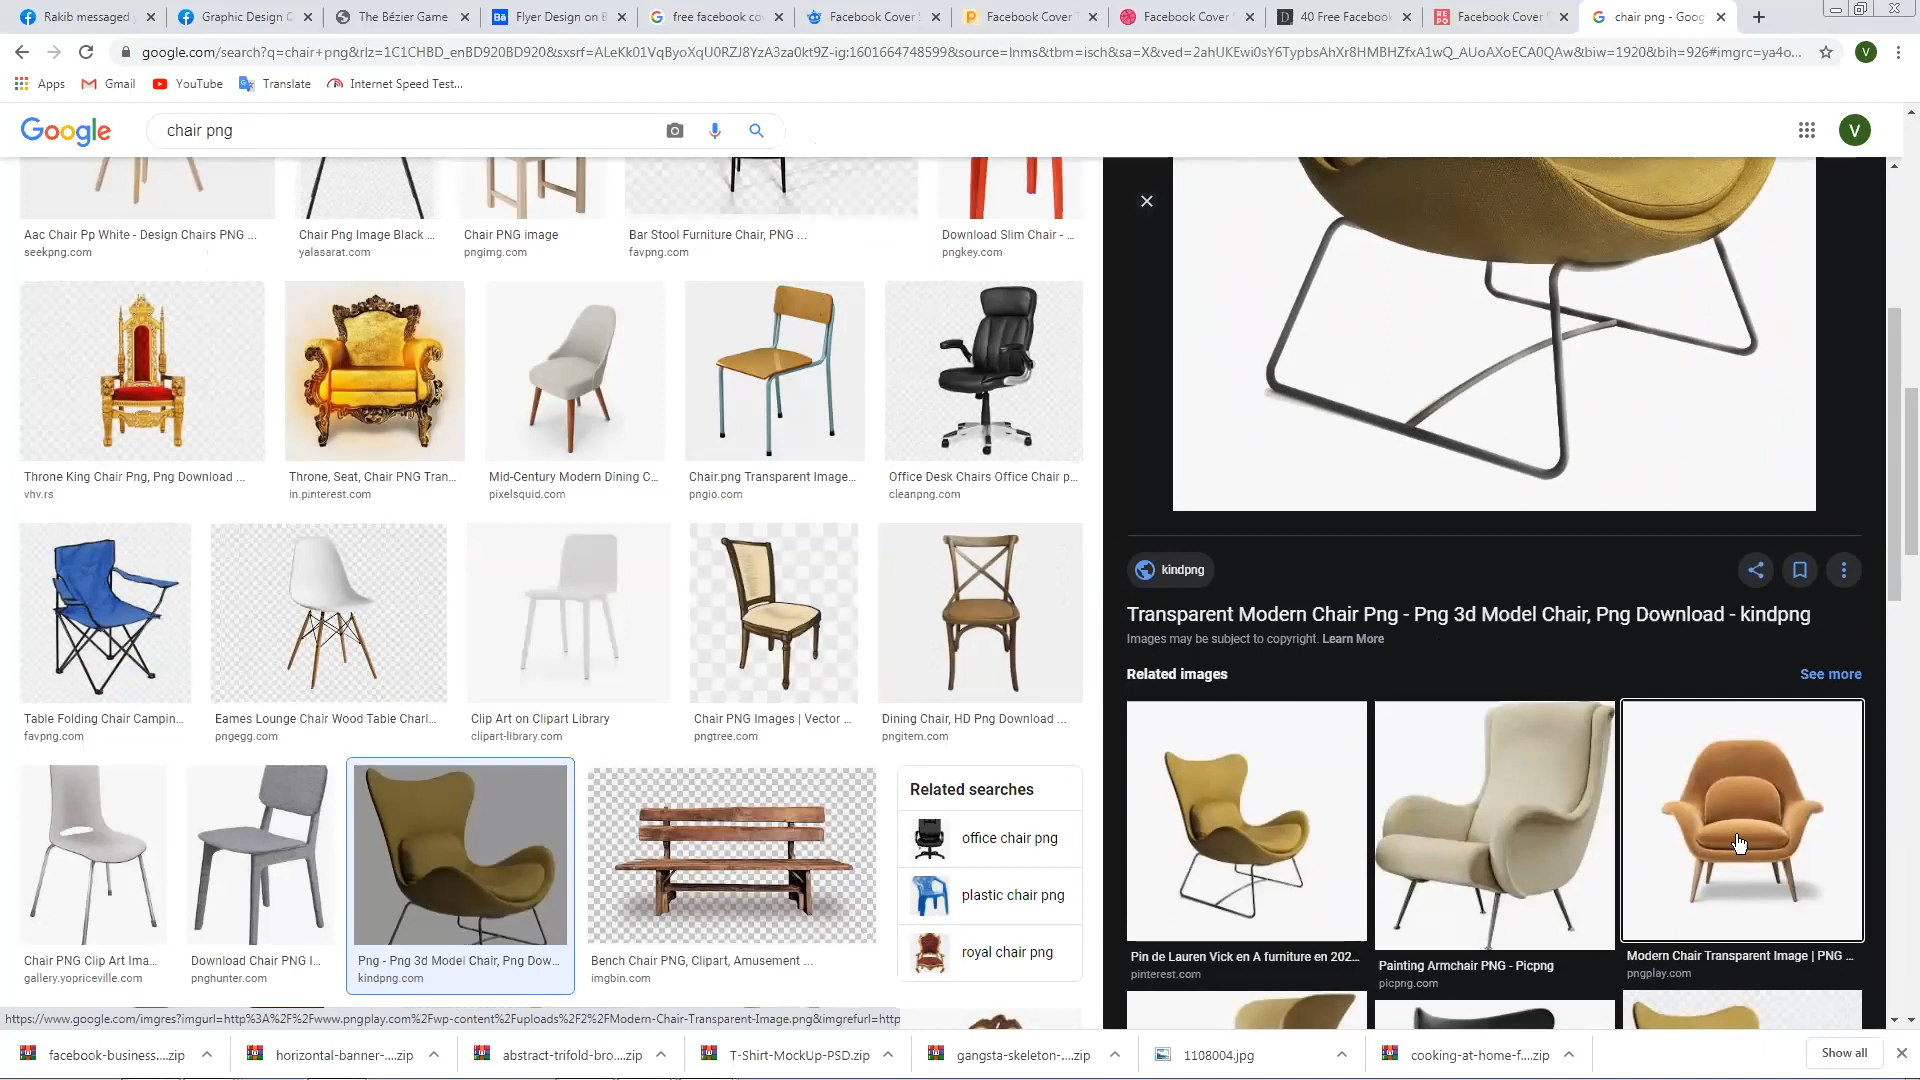 Rakib messaged y
Graphic Design C
The Bézier Game
Flyer Design on B
free facebook co
Facebook Cover
Facebook Cover T
Facebook Cover
40 Free Facebook
Facebook Cover
chair png - Goog
google.com/search?q=chair+png&rlz=1C1CHBD_enBD920BD920&sxsrf=ALeKk01VqByoXqU0RZJ8YzA3za0kt9Z-ig:1601664748599&source=lnms&tbm=isch&sa=X&ved=2ahUKEwi0sY6TypbsAhXr8HMBHZfxA1wQ_AUoAXoECA0QAw&biw=1920&bih=926#imgrc=ya4o...
V
Apps
Gmail
YouTube
Translate
Internet Speed Test...
Google
chair png
V
Aac Chair Pp White - Design Chairs PNG ...
seekpng.com
Chair Png Image Black ...
yalasarat.com
Chair PNG image
pngimg.com
Bar Stool Furniture Chair, PNG ...
favpng.com
Download Slim Chair - ...
pngkey.com
Throne King Chair Png, Png Download ...
vhv.rs
Throne, Seat, Chair PNG Tran...
in.pinterest.com
Mid-Century Modern Dining C...
pixelsquid.com
Chair.png Transparent Image...
pngio.com
Office Desk Chairs Office Chair p...
cleanpng.com
Table Folding Chair Campin...
favpng.com
Eames Lounge Chair Wood Table Charl...
pngegg.com
Clip Art on Clipart Library
clipart-library.com
Chair PNG Images | Vector ...
pngtree.com
Dining Chair, HD Png Download ...
pngitem.com
Chair PNG Clip Art Ima...
gallery.yopriceville.com
Download Chair PNG I...
pnghunter.com
Png - Png 3d Model Chair, Png Dow...
kindpng.com
Bench Chair PNG, Clipart, Amusement ...
imgbin.com
Related searches
office chair png
plastic chair png
royal chair png
kindpng
Transparent Modern Chair Png - Png 3d Model Chair, Png Download - kindpng
Images may be subject to copyright. Learn More
Related images
See more
Pin de Lauren Vick en A furniture en 202...
pinterest.com
Painting Armchair PNG - Picpng
picpng.com
Modern Chair Transparent Image | PNG ...
pngplay.com
https://www.google.com/imgres?imgurl=http%3A%2F%2Fwww.pngplay.com%2Fwp-content%2Fuploads%2F2%2FModern-Chair-Transparent-Image.png&imgrefurl=http
facebook-business....zip
horizontal-banner-....zip
abstract-trifold-bro....zip
T-Shirt-MockUp-PSD.zip
gangsta-skeleton-....zip
1108004.jpg
cooking-at-home-f....zip
Show all